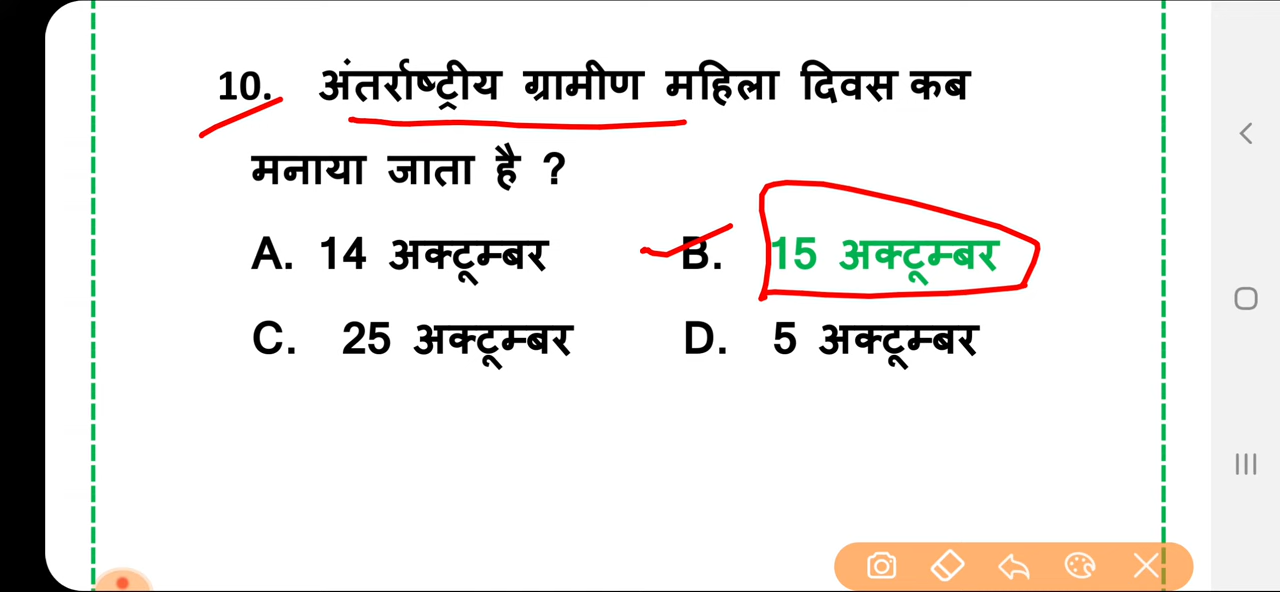 10. अंतर्राष्ट्रीय ग्रामीण महिला दिवस कब
मनाया जाता है ?
A. 14 अक्टूम्बर B. 15 अक्टूम्बर
C. 25 अक्टूम्बर D. 5 अक्टूम्बर